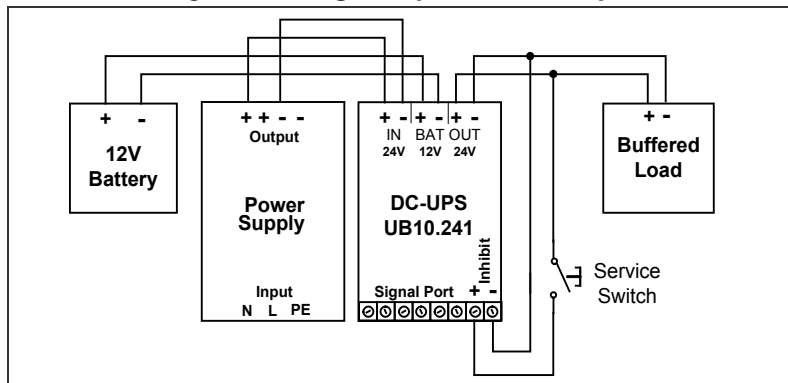 + -
12V
Battery
+ + - -
Output
Power
Supply
Input
N L PE
+ - + - + -
IN BAT OUT
24V 12V 24V
DC-UPS
UB10.241
Inhibit
Signal Port + -
+ -
Buffered
Load
Service
Switch